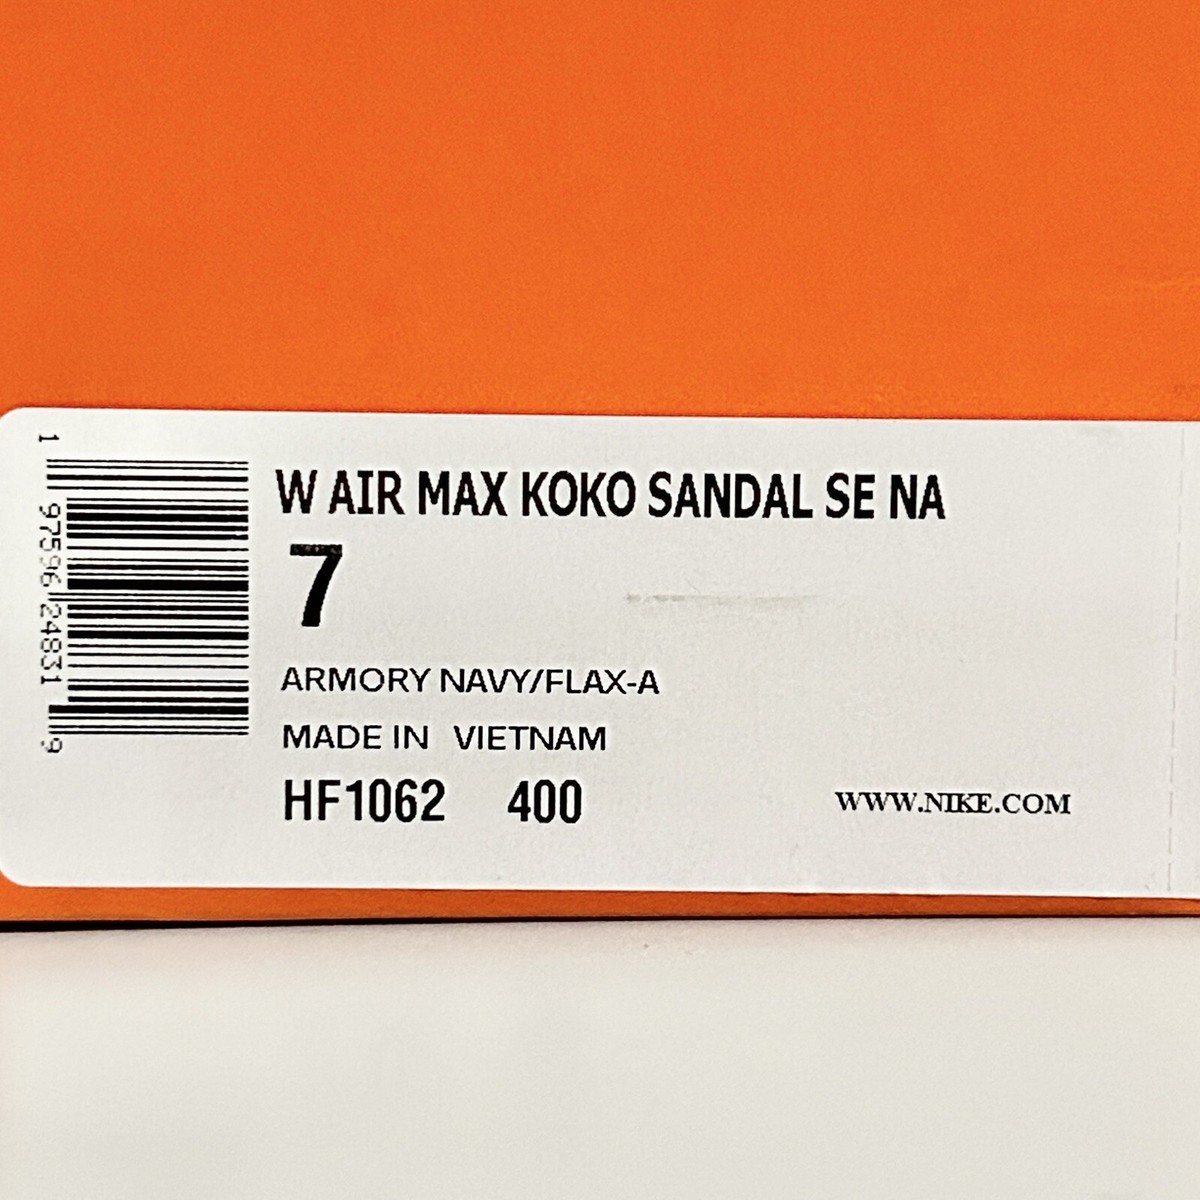 W AIR MAX KOKO SANDAL SE NA
7
ARMORY NAVY/FLAX-A
MADE IN VIETNAM
HF1062 400
WWW.NIKE.COM
1 97596 24831 9